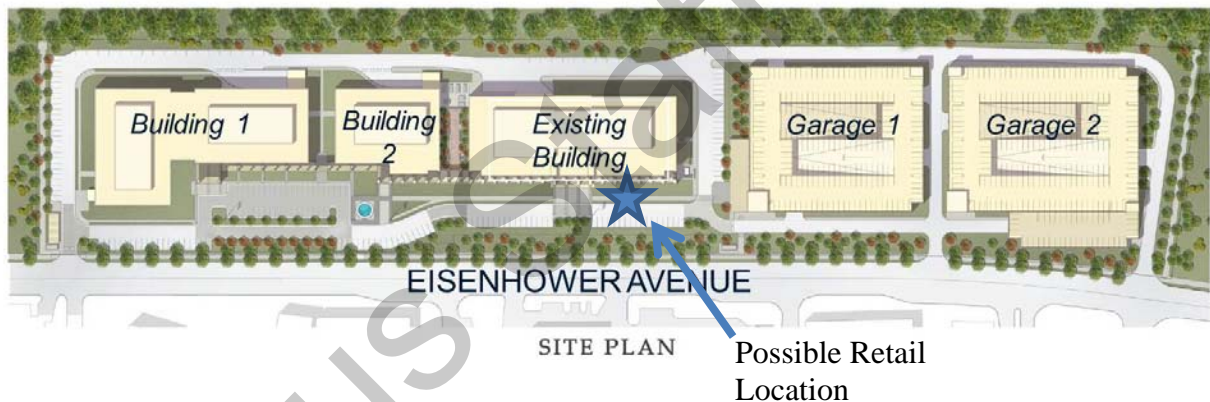 Building 1
Building
2
Existing
Building
Garage 1
Garage 2
EISENHOWER AVENUE
SITE PLAN
Possible Retail
Location